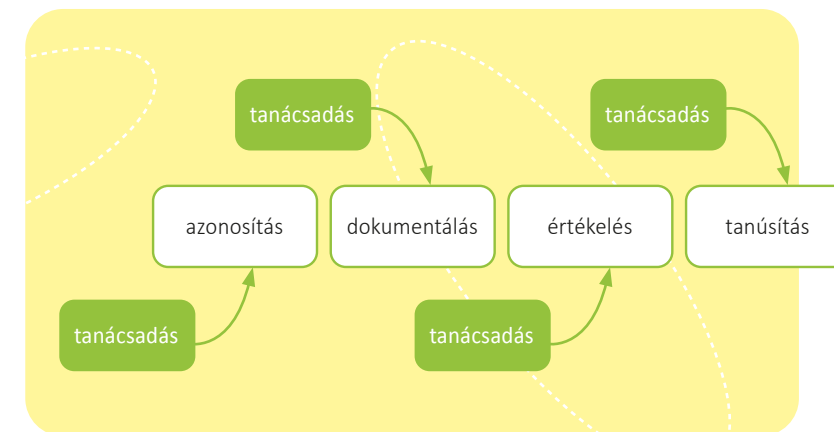 tanácsadás
tanácsadás
azonosítás
dokumentálás
értékelés
tanúsítás
tanácsadás
tanácsadás